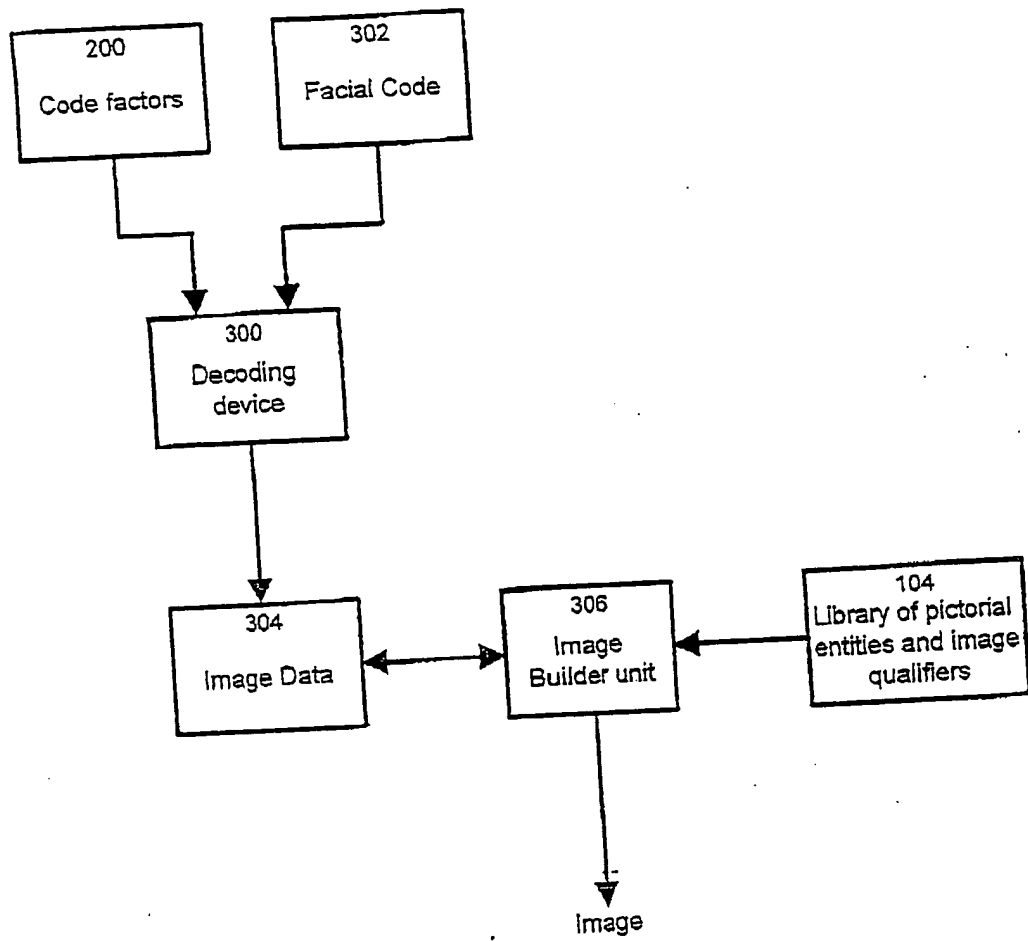 200
Code factors
302
Facial Code
300
Decoding
device
304
Image Data
306
Image
Builder unit
104
Library of pictorial
entities and image
qualifiers
Image